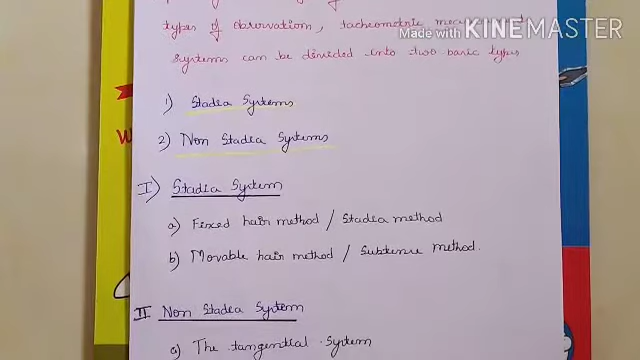 types of observation, tacheometric
Made with KINEMASTER
systems can be divided into two basic types
1) Stadia Systems
2) Non Stadia Systems
I) Stadia System
a) Fixed hair method / Stadia method
b) Movable hair method / Subtense method.
II Non Stadia System
a) The tangential System